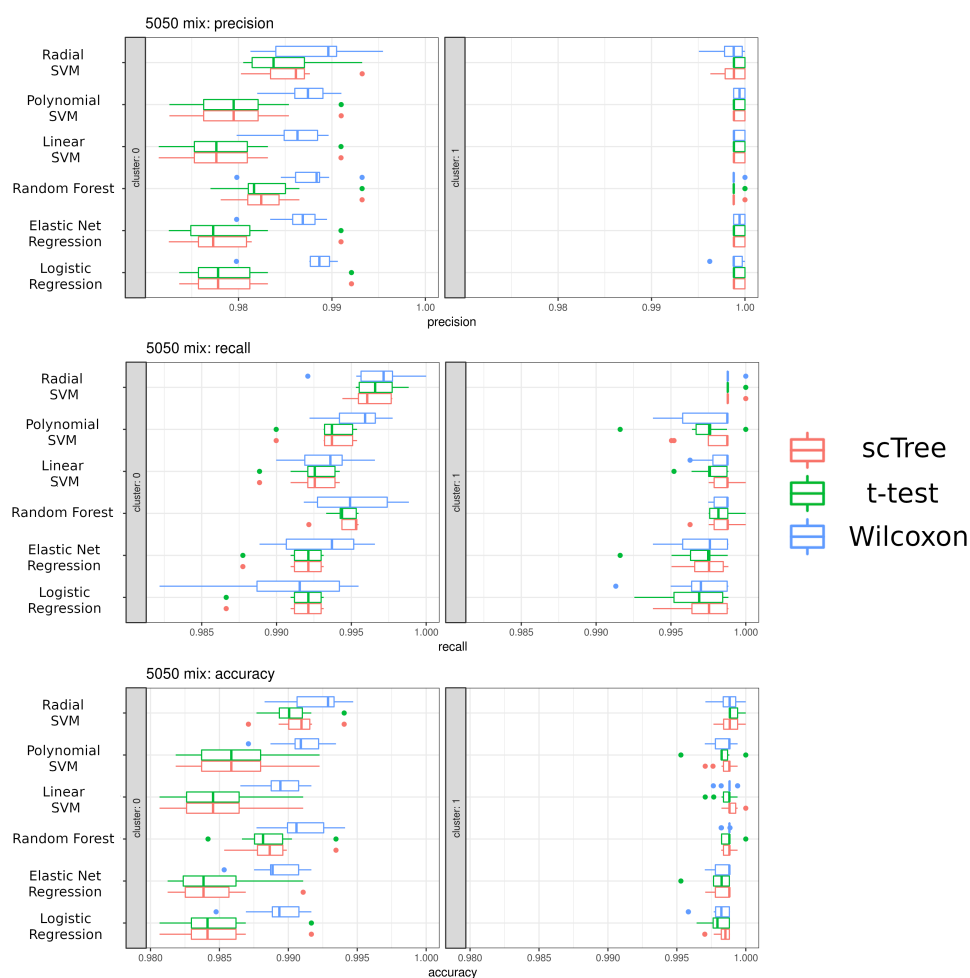 5050 mix: precision
Radial
SVM
Polynomial
SVM
Linear
SVM
Random Forest
Elastic Net
Regression
Logistic
Regression
cluster: 0
cluster: 1
0.98 0.99 1.00 0.98 0.99 1.00
precision
5050 mix: recall
Radial
SVM
Polynomial
SVM
Linear
SVM
Random Forest
Elastic Net
Regression
Logistic
Regression
cluster: 0
cluster: 1
0.985 0.990 0.995 1.000 0.985 0.990 0.995 1.000
recall
scTree
t-test
Wilcoxon
5050 mix: accuracy
Radial
SVM
Polynomial
SVM
Linear
SVM
Random Forest
Elastic Net
Regression
Logistic
Regression
cluster: 0
cluster: 1
0.980 0.985 0.990 0.995 1.000 0.980 0.985 0.990 0.995 1.000
accuracy